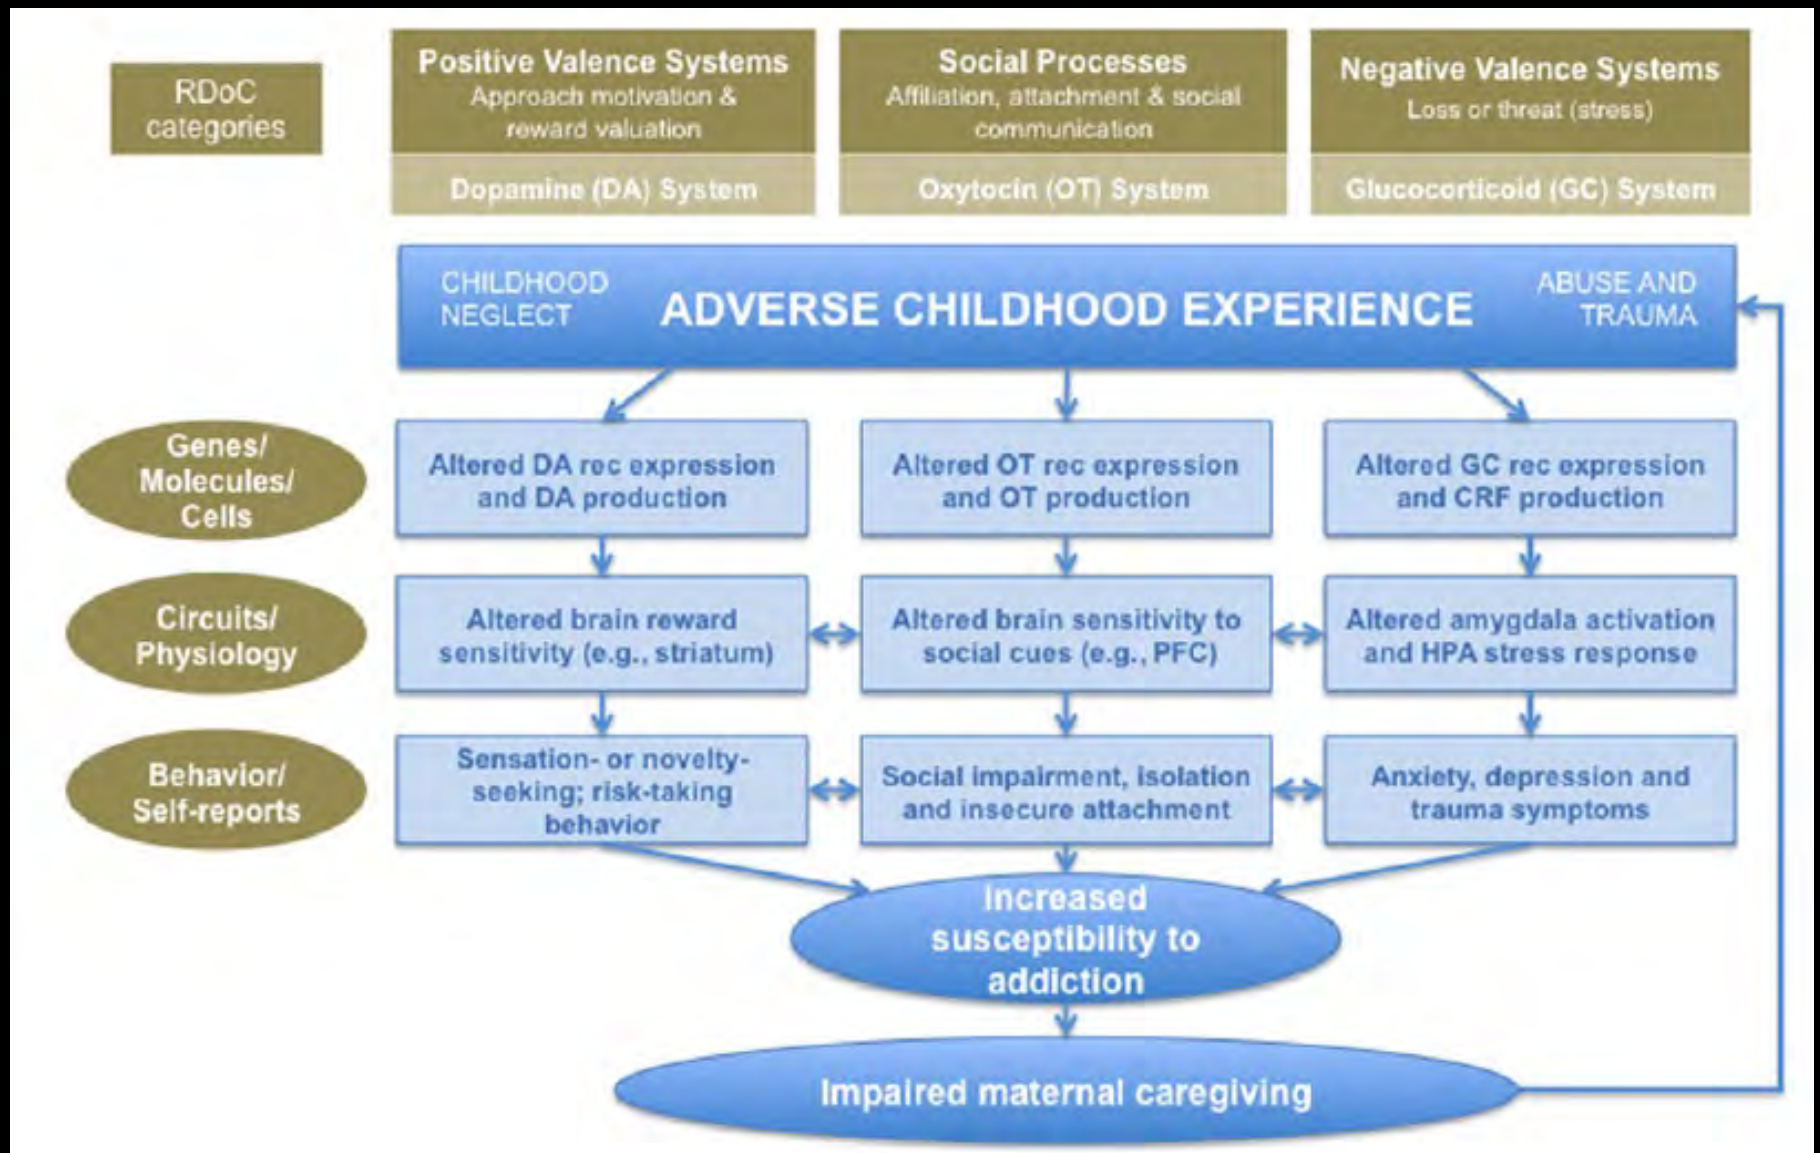 RDoC
categories
Positive Valence Systems
Approach motivation &
reward valuation
Dopamine (DA) System
Social Processes
Affiliation, attachment & social
communication
Oxytocin (OT) System
Negative Valence Systems
Loss or threat (stress)
Glucocorticoid (GC) System
CHILDHOOD
NEGLECT
ADVERSE CHILDHOOD EXPERIENCE
ABUSE AND
TRAUMA
Genes/
Molecules/
Cells
Altered DA rec expression
and DA production
Altered OT rec expression
and OT production
Altered GC rec expression
and CRF production
Circuits/
Physiology
Altered brain reward
sensitivity (e.g., striatum)
Altered brain sensitivity to
social cues (e.g., PFC)
Altered amygdala activation
and HPA stress response
Behavior/
Self-reports
Sensation- or novelty-
seeking; risk-taking
behavior
Social impairment, isolation
and insecure attachment
Anxiety, depression and
trauma symptoms
Increased
susceptibility to
addiction
Impaired maternal caregiving